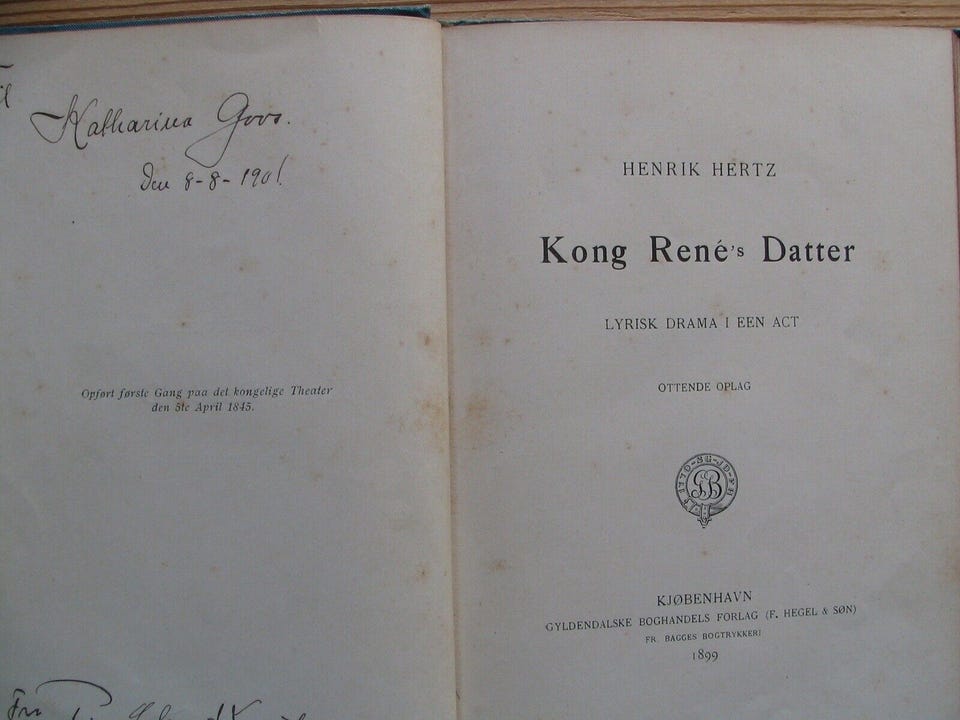 Til
Katharina Goos.
Den 8-8-1901.
Opført første Gang paa det kongelige Theater
den 5te April 1845.
Fru
HENRIK HERTZ
Kong René's Datter
LYRISK DRAMA I EEN ACT
OTTENDE OPLAG
GB
KJØBENHAVN
GYLDENDALSKE BOGHANDELS FORLAG (F. HEGEL & SØN)
FR. BAGGES BOGTRYKKERI
1899